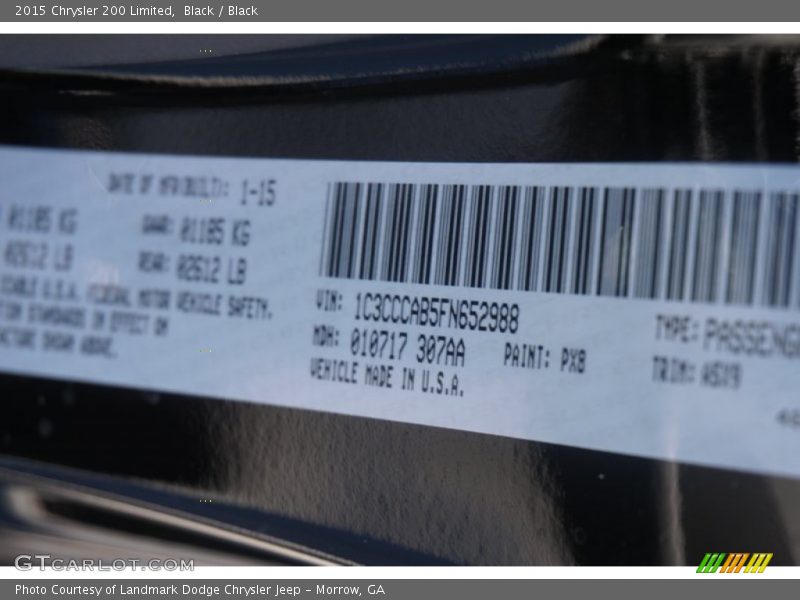 2015 Chrysler 200 Limited, Black / Black
DATE OF MFR(BUILT): 1-15
01185 KG GAWR: 01185 KG
02612 LB REAR: 02612 LB
U.S.A. FEDERAL MOTOR VEHICLE SAFETY
STANDARDS IN EFFECT ON
SHOWN ABOVE.
VIN: 1C3CCCAB5FN652988
MDH: 010717 307AA PAINT: PX8
VEHICLE MADE IN U.S.A.
TYPE: PASSENG
TRIM: A5X9
GTCARLOT.COM
Photo Courtesy of Landmark Dodge Chrysler Jeep – Morrow, GA